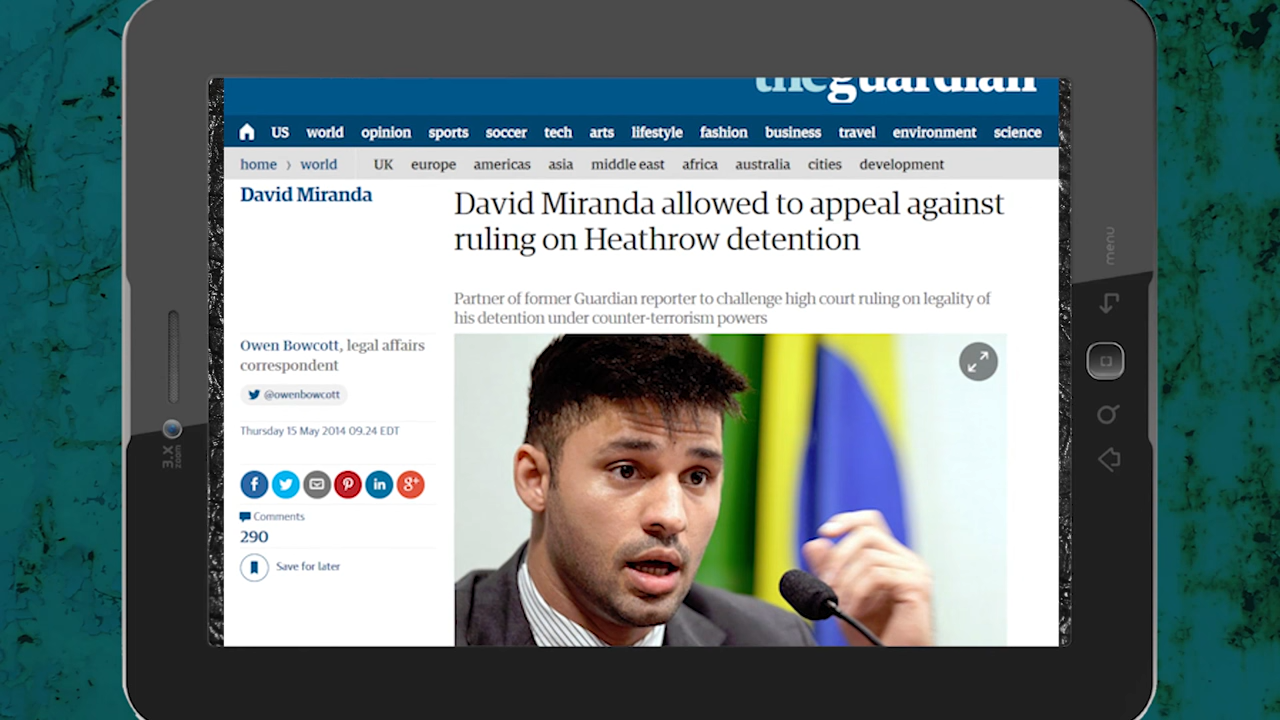 theguardian
US world opinion sports soccer tech arts lifestyle fashion business travel environment science
home › world UK europe americas asia middle east africa australia cities development
David Miranda
David Miranda allowed to appeal against
ruling on Heathrow detention
Partner of former Guardian reporter to challenge high court ruling on legality of
his detention under counter-terrorism powers
Owen Bowcott, legal affairs
correspondent
@owenbowcott
Thursday 15 May 2014 09.24 EDT
Comments
290
Save for later
menu
3.X
zoom